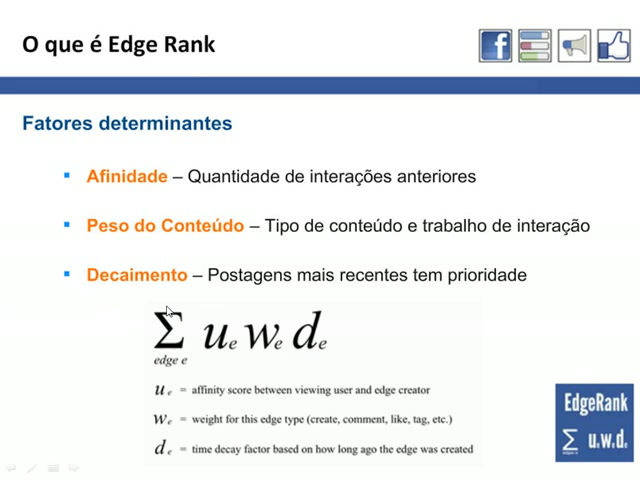 O que é Edge Rank
Fatores determinantes
Afinidade – Quantidade de interações anteriores
Peso do Conteúdo – Tipo de conteúdo e trabalho de interação
Decaimento – Postagens mais recentes tem prioridade
∑ uₑ wₑ dₑ
edge e
uₑ = affinity score between viewing user and edge creator
wₑ = weight for this edge type (create, comment, like, tag, etc.)
dₑ = time decay factor based on how long ago the edge was created
EdgeRank
∑ u.w.d.